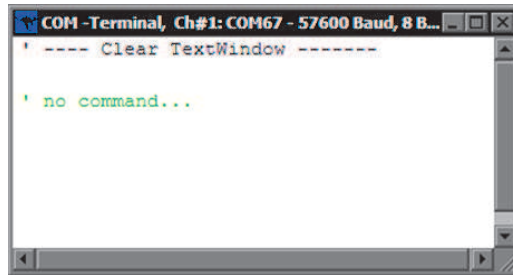 COM -Terminal, Ch#1: COM67 - 57600 Baud, 8 B...
' ---- Clear TextWindow -------
' no command...